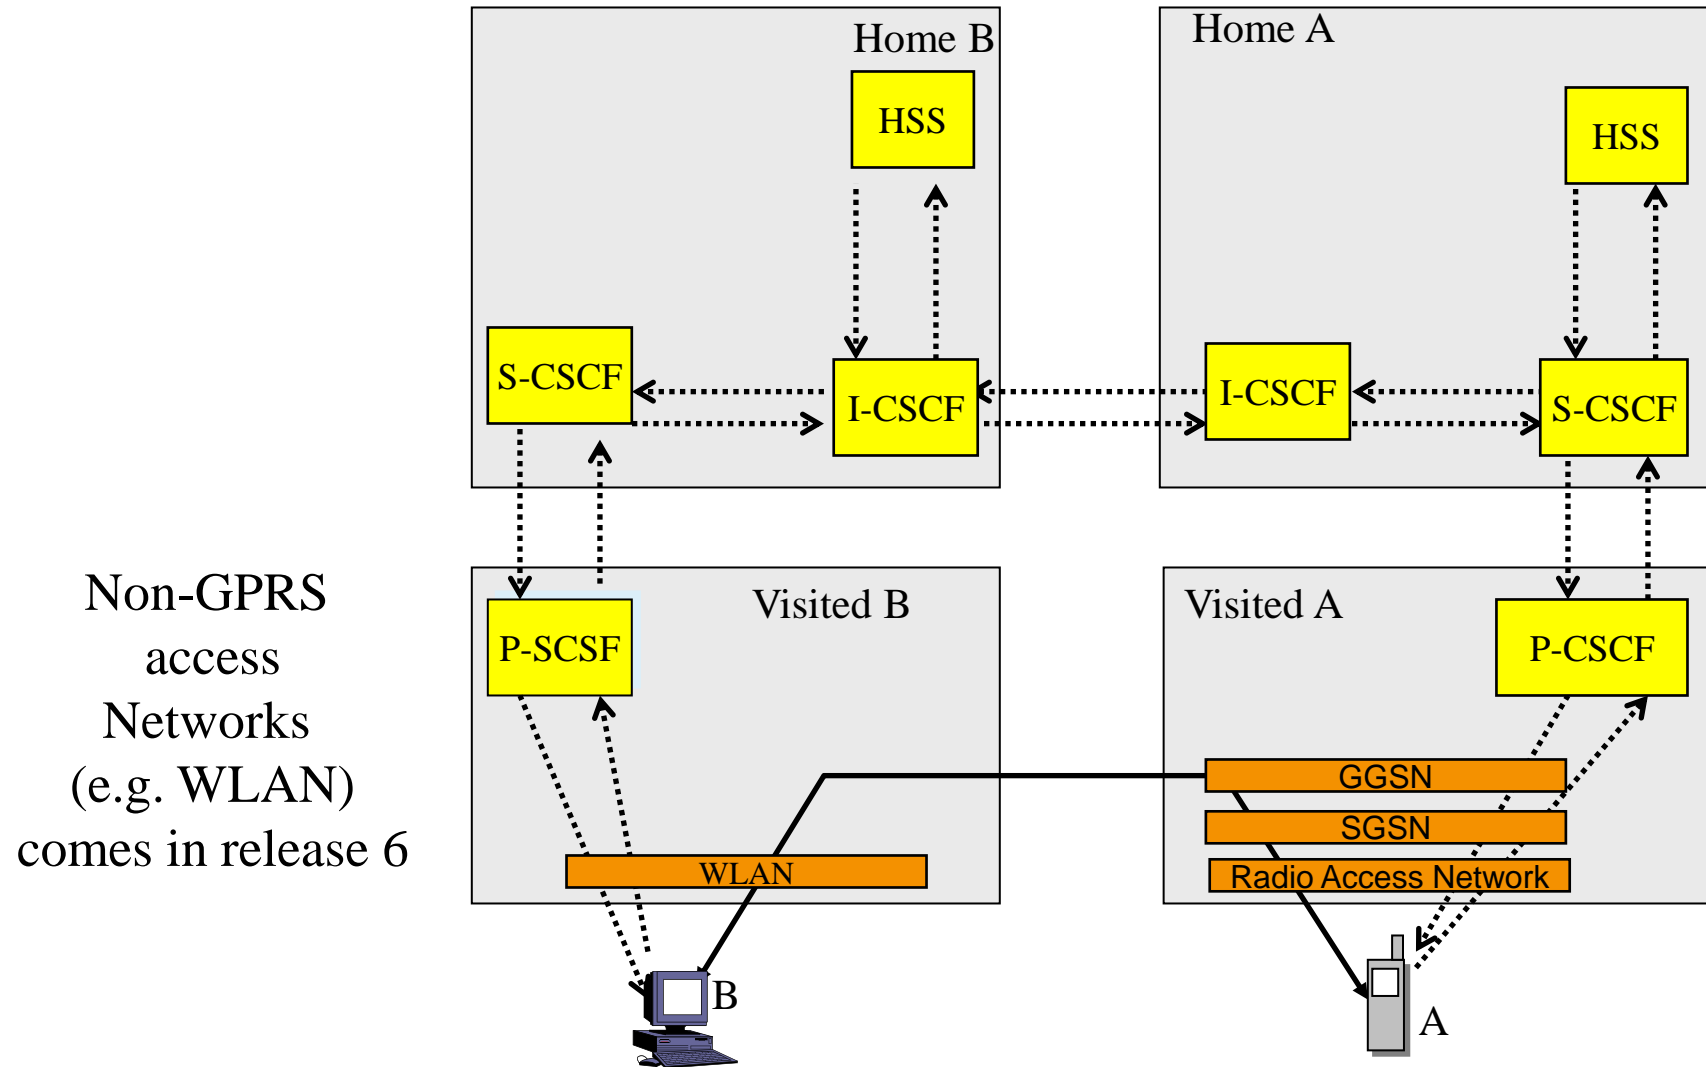 Home B
Home A
HSS
HSS
S-CSCF
I-CSCF
I-CSCF
S-CSCF
Non-GPRS
access
Networks
(e.g. WLAN)
comes in release 6
Visited B
Visited A
P-SCSF
P-CSCF
GGSN
SGSN
WLAN
Radio Access Network
B
A